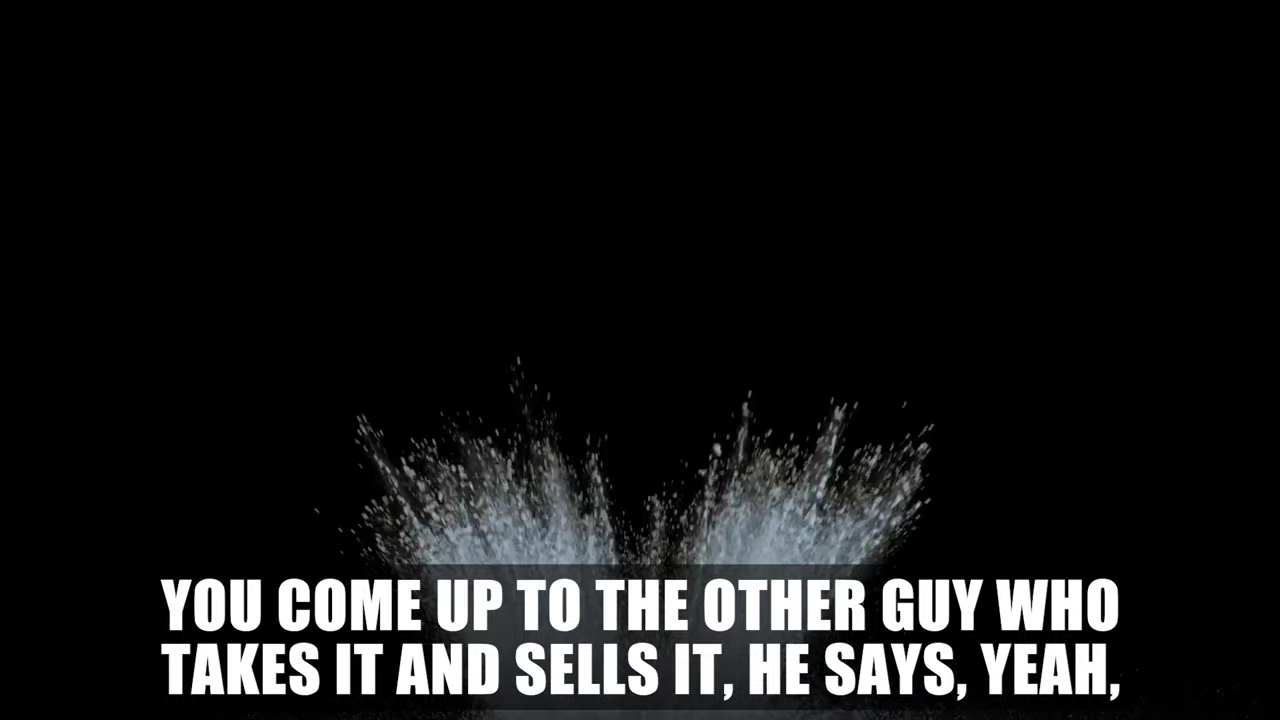 YOU COME UP TO THE OTHER GUY WHO
TAKES IT AND SELLS IT, HE SAYS, YEAH,